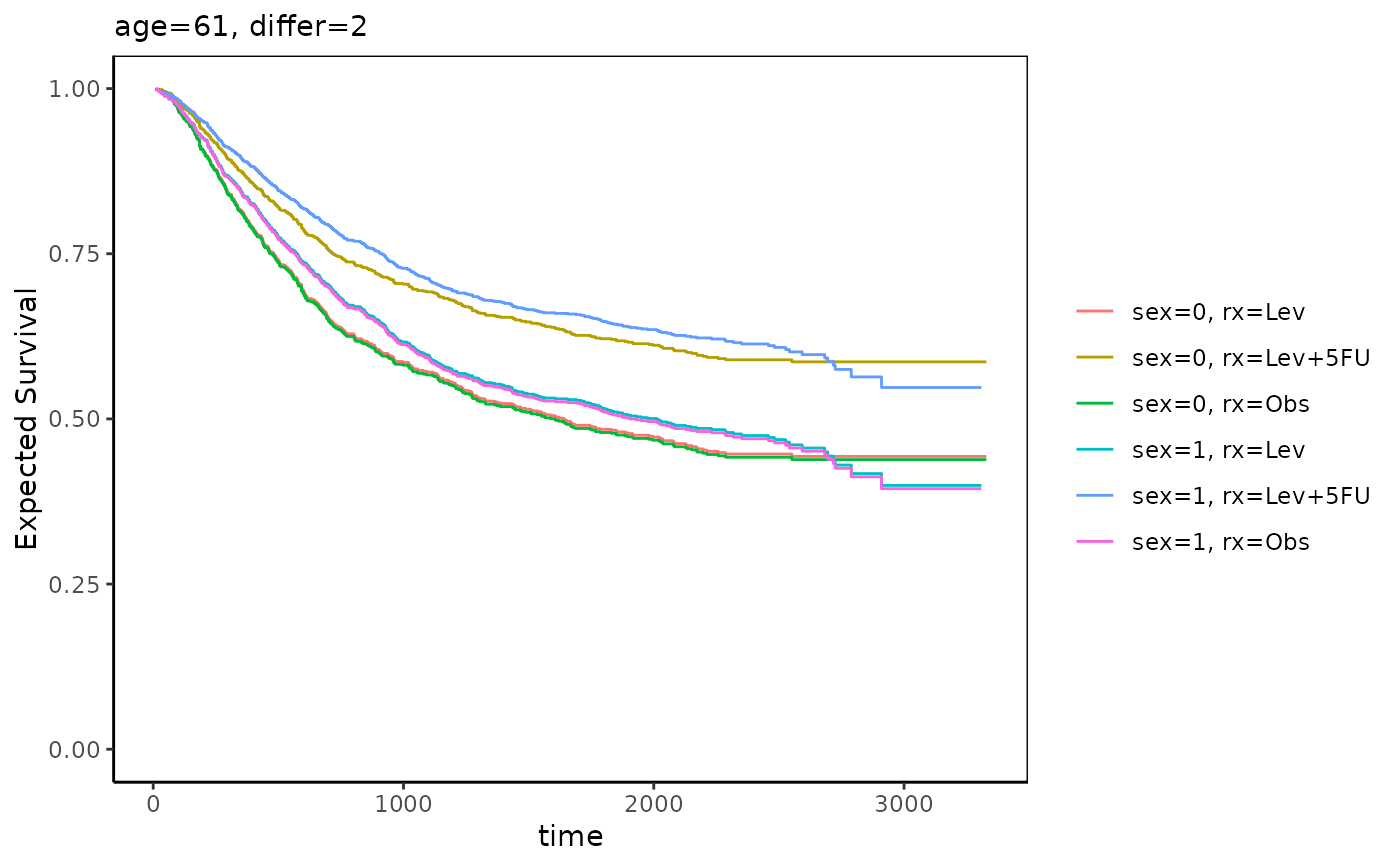 age=61, differ=2
Expected Survival
1.00
0.75
0.50
0.25
0.00
0
1000
2000
3000
time
sex=0, rx=Lev
sex=0, rx=Lev+5FU
sex=0, rx=Obs
sex=1, rx=Lev
sex=1, rx=Lev+5FU
sex=1, rx=Obs